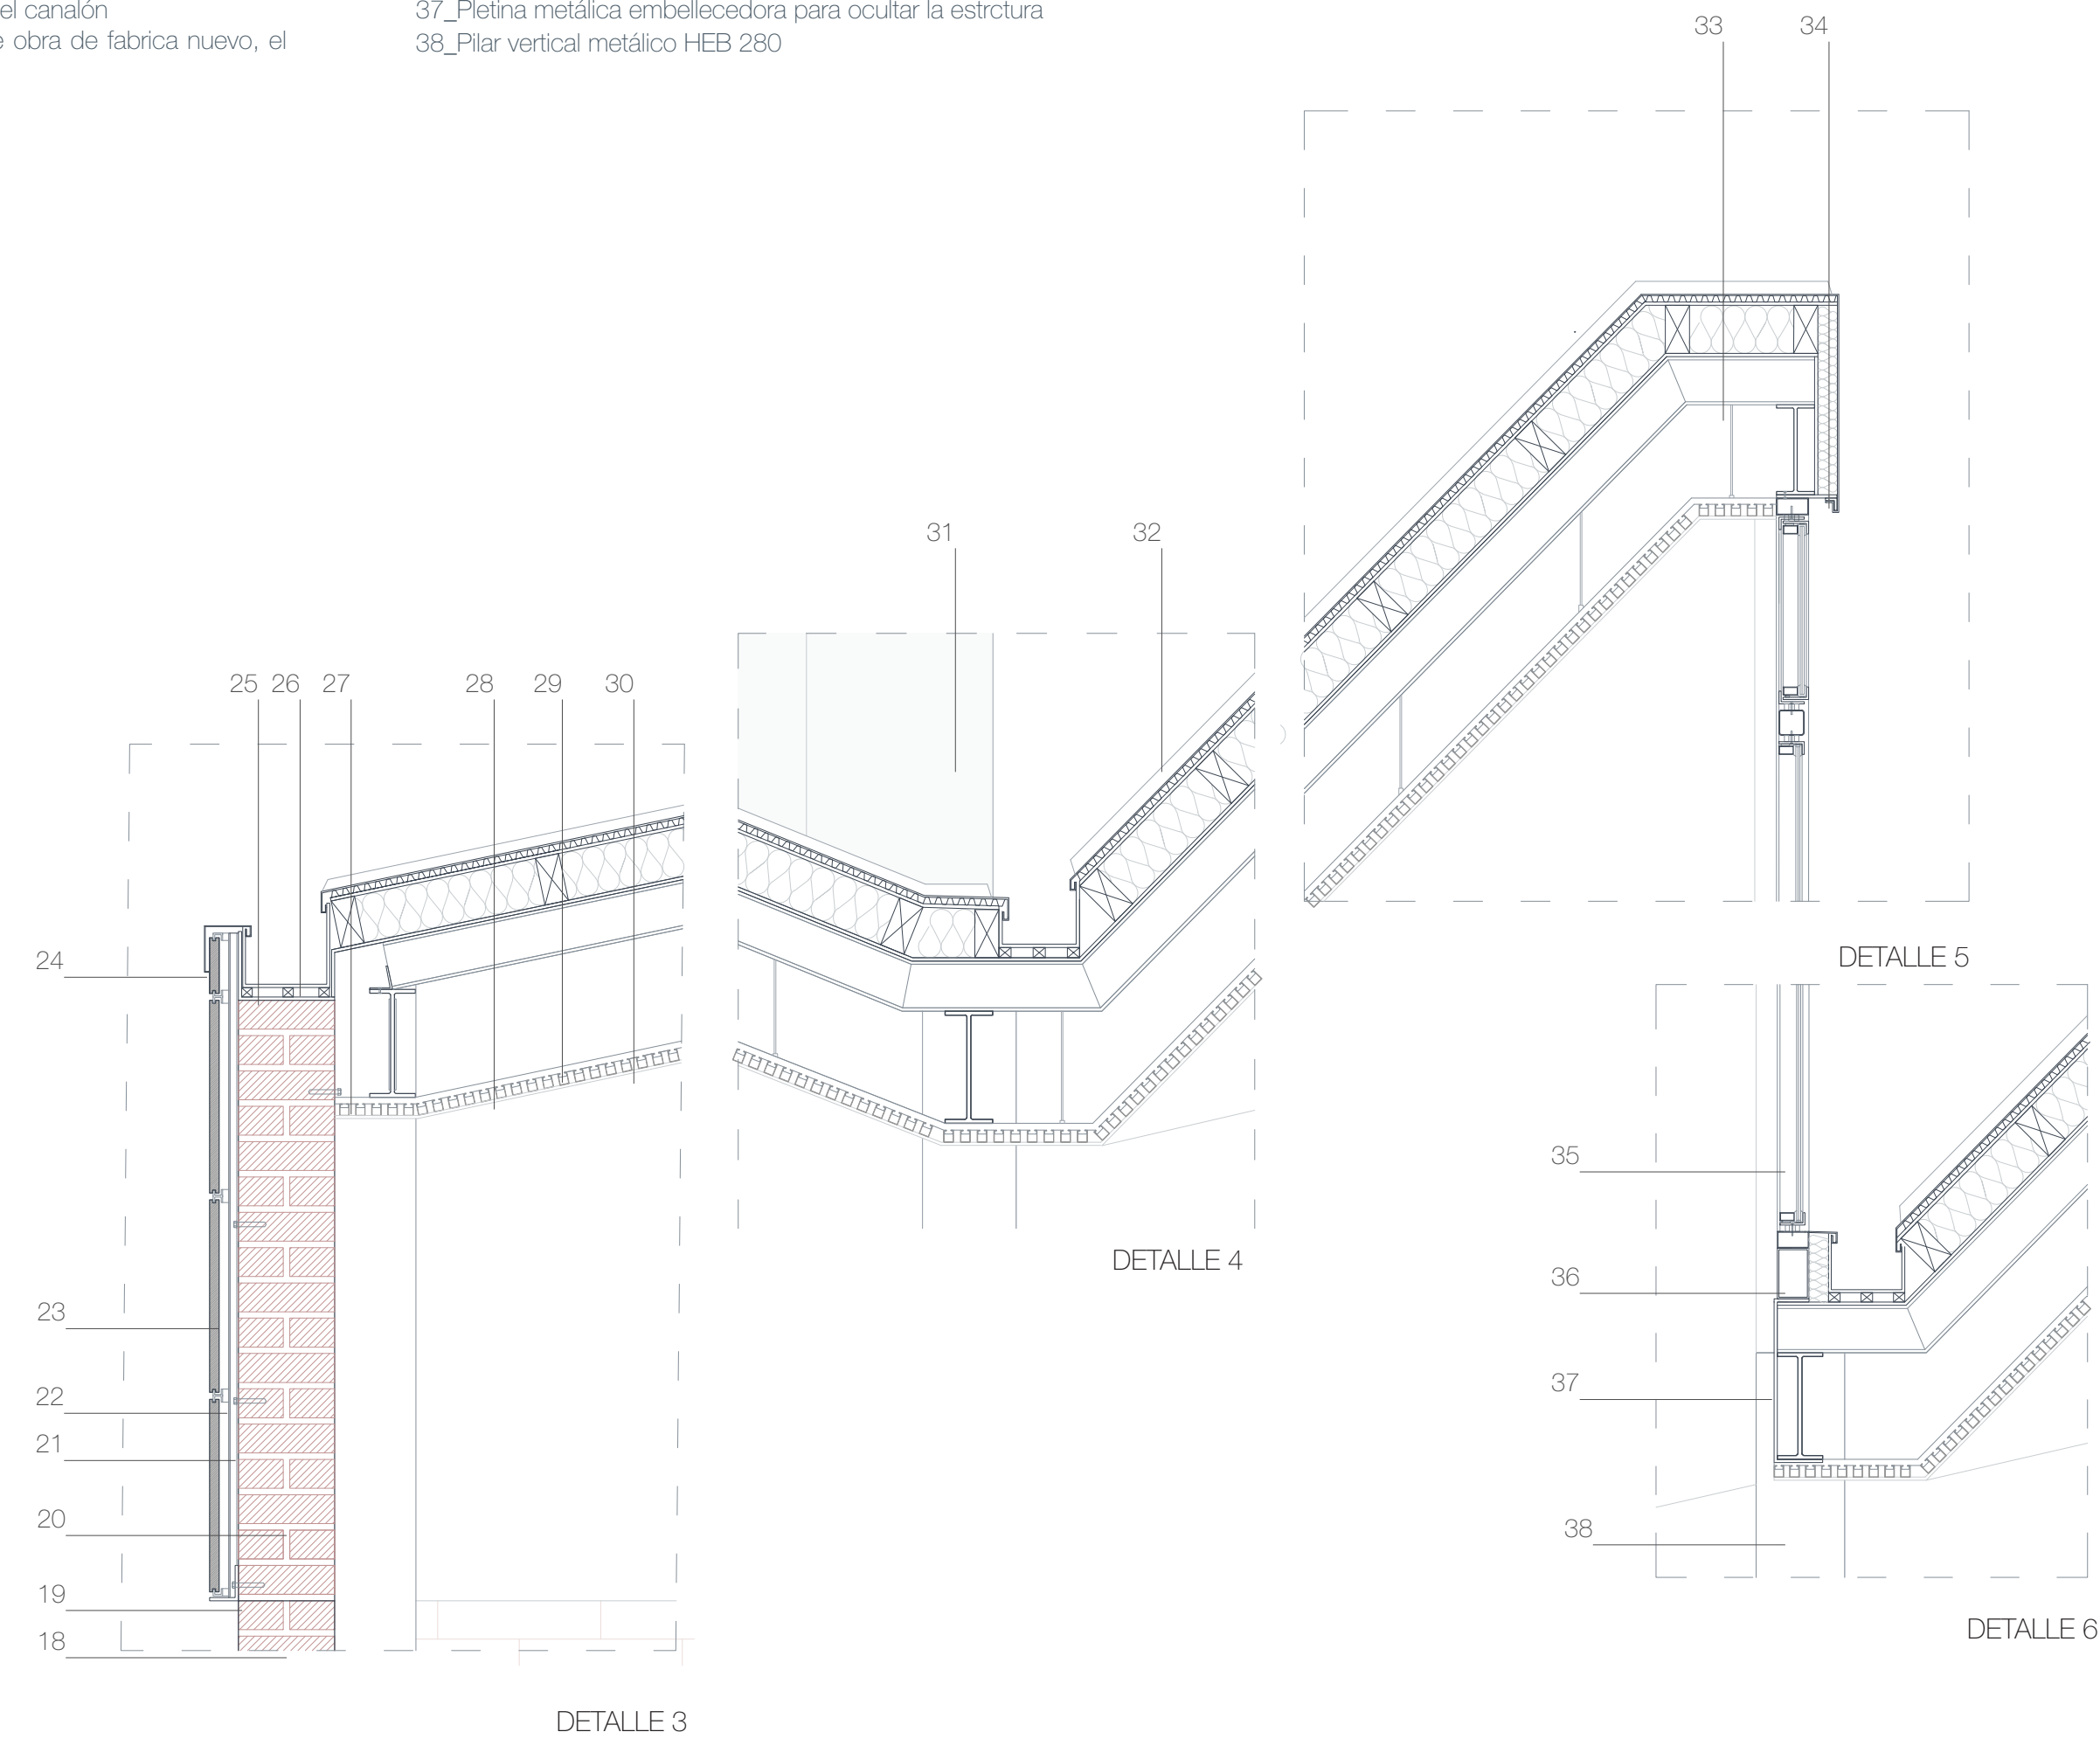 el canalón
e obra de fabrica nuevo, el
37_Pletina metálica embellecedora para ocultar la estrctura
38_Pilar vertical metálico HEB 280
33 34
31 32
25 26 27 28 29 30
24
23
22
21
20
19
18
DETALLE 3
DETALLE 4
DETALLE 5
35
36
37
38
DETALLE 6